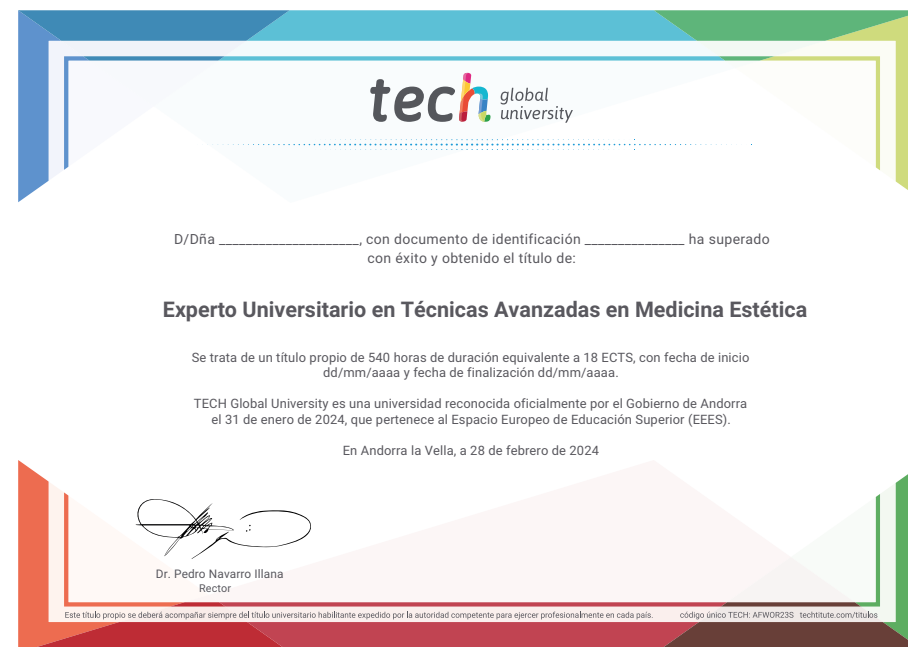 tech global university
D/Dña _____________________, con documento de identificación _______________ ha superado
con éxito y obtenido el título de:
Experto Universitario en Técnicas Avanzadas en Medicina Estética
Se trata de un título propio de 540 horas de duración equivalente a 18 ECTS, con fecha de inicio
dd/mm/aaaa y fecha de finalización dd/mm/aaaa.
TECH Global University es una universidad reconocida oficialmente por el Gobierno de Andorra
el 31 de enero de 2024, que pertenece al Espacio Europeo de Educación Superior (EEES).
En Andorra la Vella, a 28 de febrero de 2024
Dr. Pedro Navarro Illana
Rector
Este título propio se deberá acompañar siempre del título universitario habilitante expedido por la autoridad competente para ejercer profesionalmente en cada país. código único TECH: AFWOR23S techtitute.com/titulos